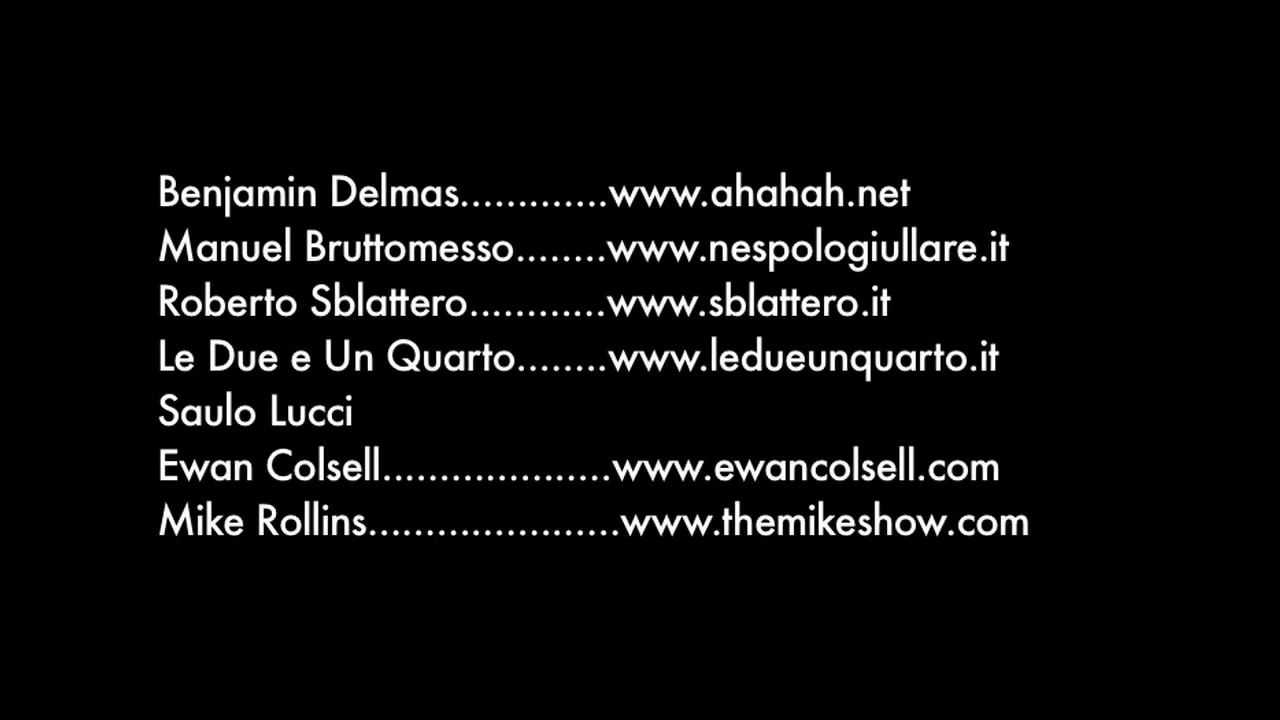 Benjamin Delmas.............www.ahahah.net
Manuel Bruttomesso........www.nespologiullare.it
Roberto Sblattero............www.sblattero.it
Le Due e Un Quarto........www.ledueunquarto.it
Saulo Lucci
Ewan Colsell....................www.ewancolsell.com
Mike Rollins......................www.themikeshow.com